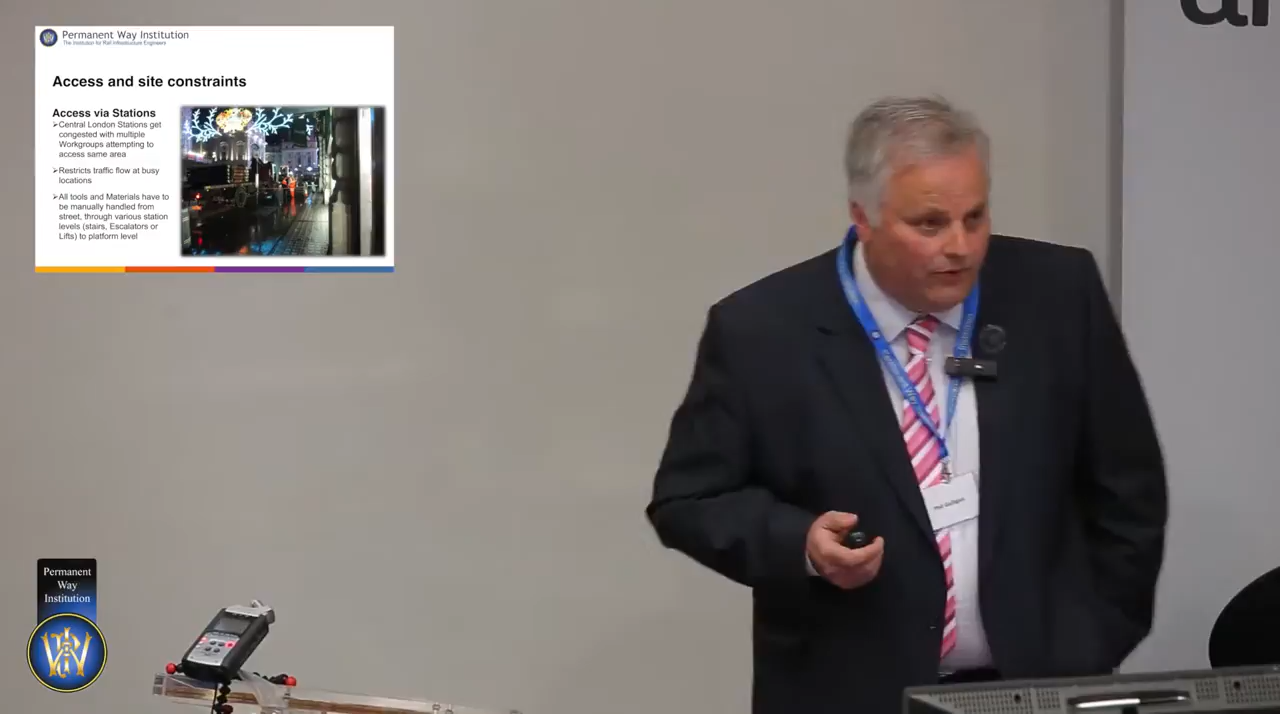 Permanent Way Institution
The Institution for Rail Infrastructure Engineers
Access and site constraints
Access via Stations
➢Central London Stations get
congested with multiple
Workgroups attempting to
access same area
➢Restricts traffic flow at busy
locations
➢All tools and Materials have to
be manually handled from
street, through various station
levels (stairs, Escalators or
Lifts) to platform level
Permanent
Way
Institution